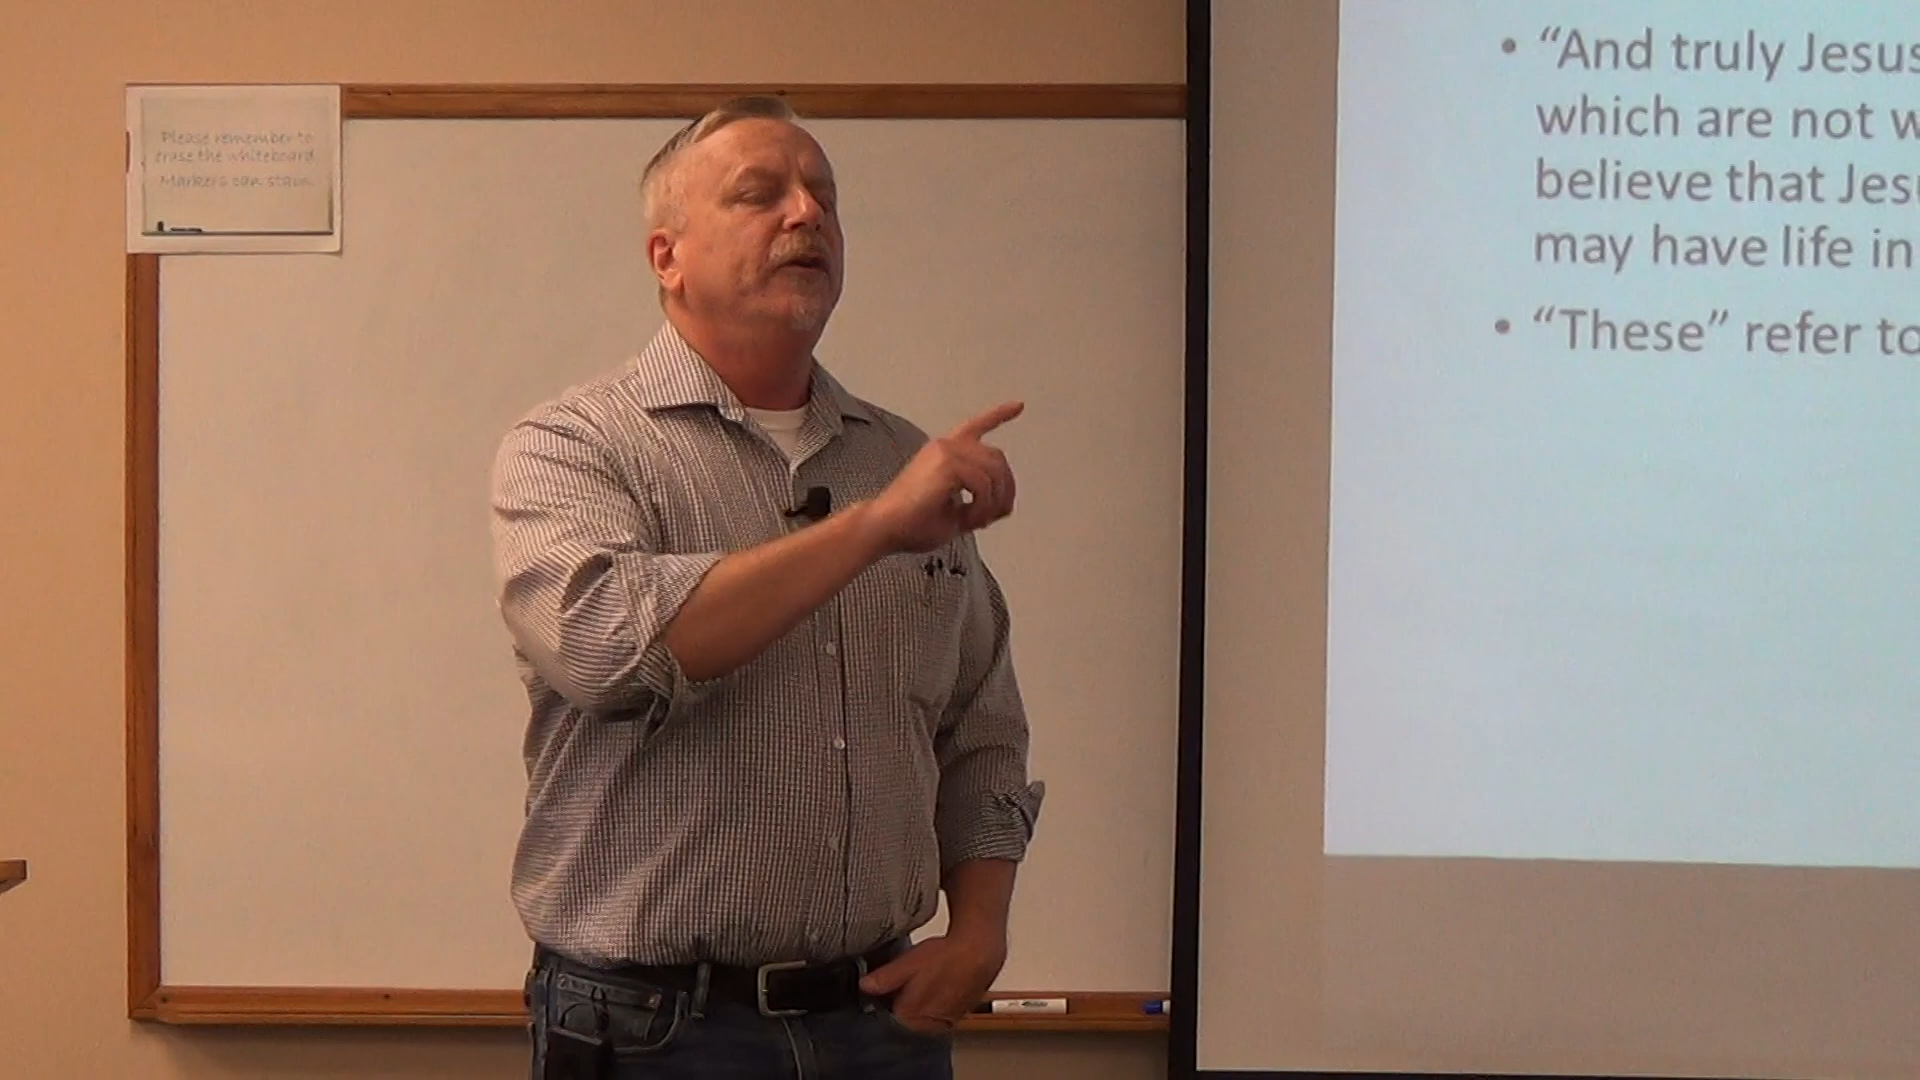 Please remember to
erase the whiteboard.
Markers can stain.
• “And truly Jesus
which are not w
believe that Jesu
may have life in
• “These” refer to